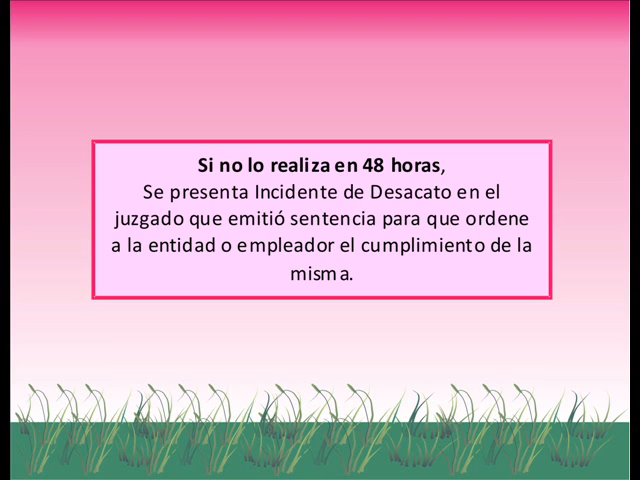 Si no lo realiza en 48 horas,
Se presenta Incidente de Desacato en el
juzgado que emitió sentencia para que ordene
a la entidad o empleador el cumplimiento de la
misma.